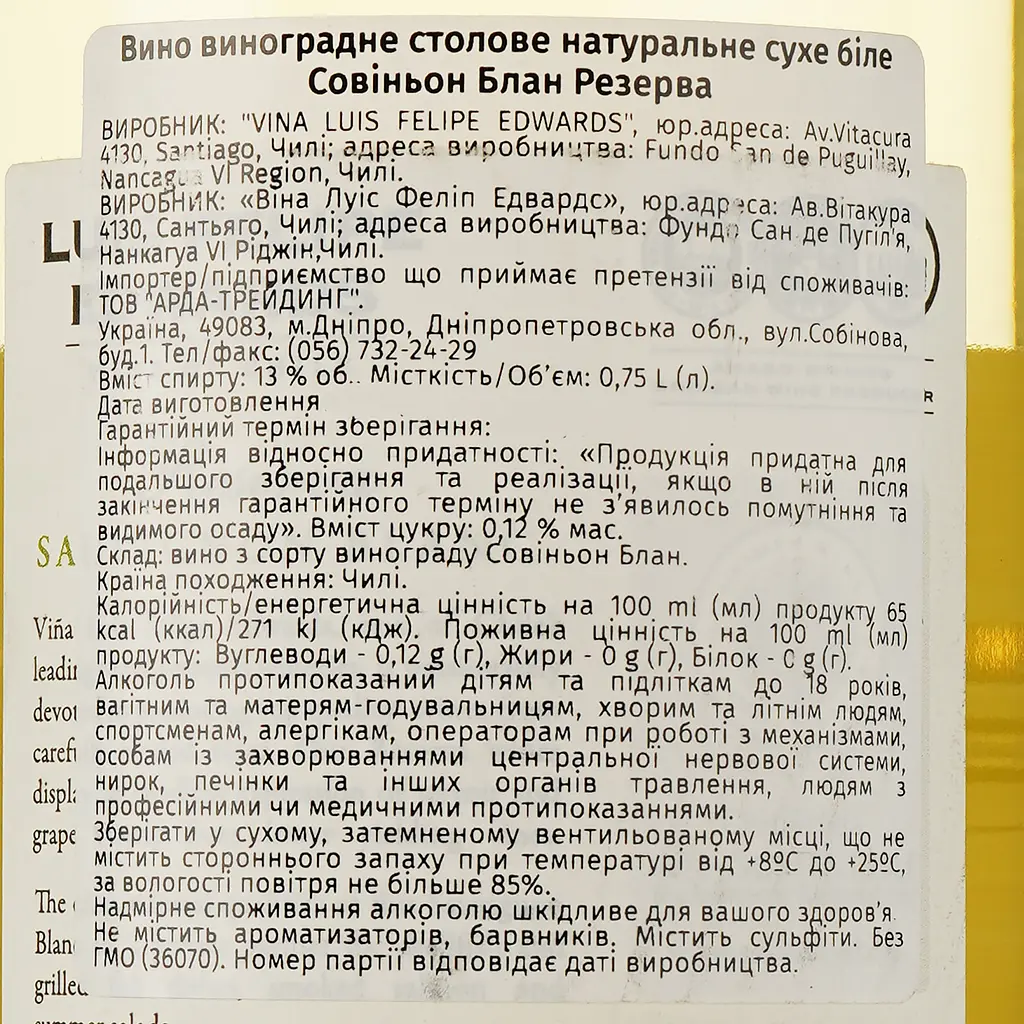 Вино виноградне столове натуральне сухе біле
Совіньон Блан Резерва
ВИРОБНИК: "VINA LUIS FELIPE EDWARDS", юр.адреса: Av.Vitacura
4130, Santiago, Чилі; адреса виробництва: Fundo San de Puguillay,
Nancagua VI Region, Чилі.
ВИРОБНИК: «Віна Луіс Феліп Едвардс», юр.адреса: Ав.Вітакура
4130, Сантьяго, Чилі; адреса виробництва: Фундо Сан де Пугіл'я,
Нанкагуа VI Ріджін,Чилі.
Імпортер/підприємство що приймає претензії від споживачів:
ТОВ "АРДА-ТРЕЙДИНГ".
Україна, 49083, м.Дніпро, Дніпропетровська обл., вул.Собінова,
буд.1. Тел/факс: (056) 732-24-29
Вміст спирту: 13 % об.. Місткість/Об'єм: 0,75 L (л).
Дата виготовлення
Гарантійний термін зберігання:
Інформація відносно придатності: «Продукція придатна для
подальшого зберігання та реалізації, якщо в ній після
закінчення гарантійного терміну не з'явилось помутніння та
видимого осаду». Вміст цукру: 0,12 % мас.
Склад: вино з сорту винограду Совіньон Блан.
Країна походження: Чилі.
Калорійність/енергетична цінність на 100 ml (мл) продукту 65
kcal (ккал)/271 kJ (кДж). Поживна цінність на 100 ml (мл)
продукту: Вуглеводи - 0,12 g (г), Жири - 0 g (г), Білок - 0 g (г).
Алкоголь протипоказаний дітям та підліткам до 18 років,
вагітним та матерям-годувальницям, хворим та літнім людям,
спортсменам, алергікам, операторам при роботі з механізмами,
особам із захворюваннями центральної нервової системи,
нирок, печінки та інших органів травлення, людям з
професійними чи медичними протипоказаннями.
Зберігати у сухому, затемненому вентильованому місці, що не
містить стороннього запаху при температурі від +8ºС до +25ºС,
за вологості повітря не більше 85%.
Надмірне споживання алкоголю шкідливе для вашого здоров'я.
Не містить ароматизаторів, барвників. Містить сульфіти. Без
ГМО (36070). Номер партії відповідає даті виробництва.
SA
Viña
The